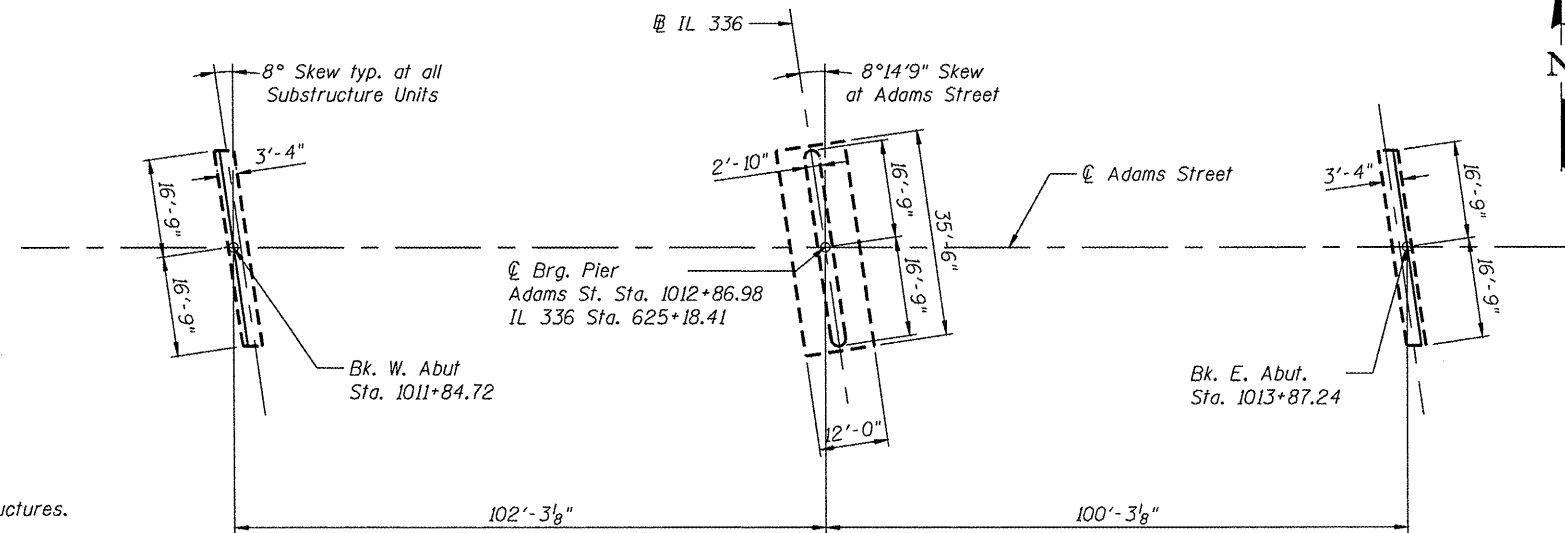 ℄ IL 336
N
8° Skew typ. at all
Substructure Units
8°14'9" Skew
at Adams Street
3'-4"
16'-9"
16'-9"
2'-10"
16'-9"
35'-6"
16'-9"
℄ Adams Street
3'-4"
16'-9"
16'-9"
℄ Brg. Pier
Adams St. Sta. 1012+86.98
IL 336 Sta. 625+18.41
Bk. W. Abut
Sta. 1011+84.72
Bk. E. Abut.
Sta. 1013+87.24
12'-0"
uctures.
102'-3⅛"
100'-3⅛"